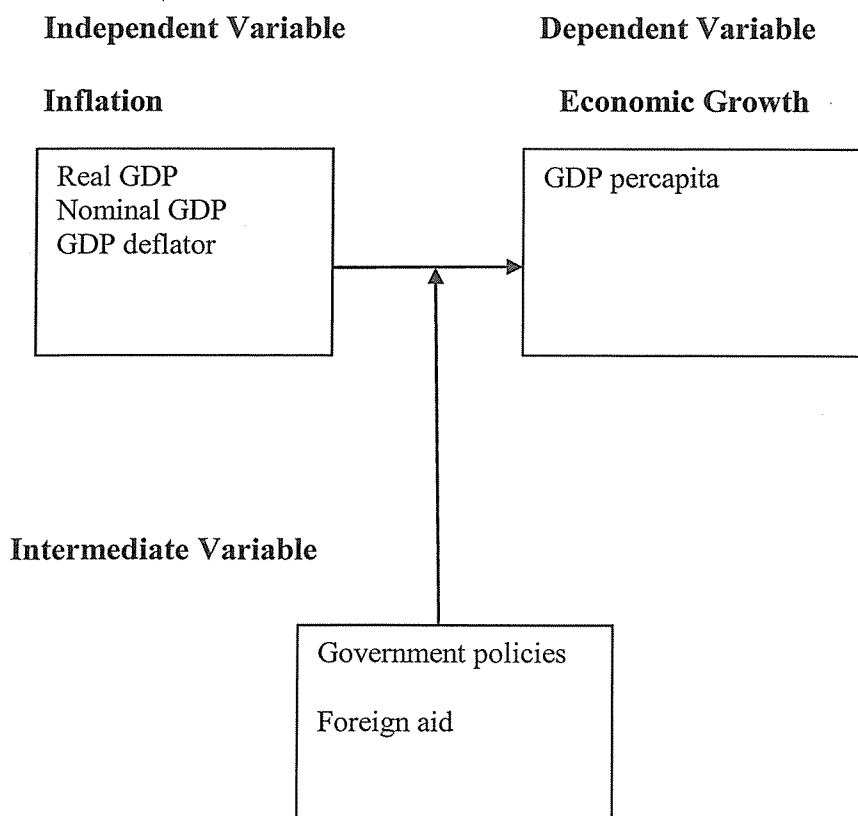 Independent Variable
Dependent Variable
Inflation
Economic Growth
Real GDP
Nominal GDP
GDP deflator
GDP percapita
Intermediate Variable
Government policies
Foreign aid